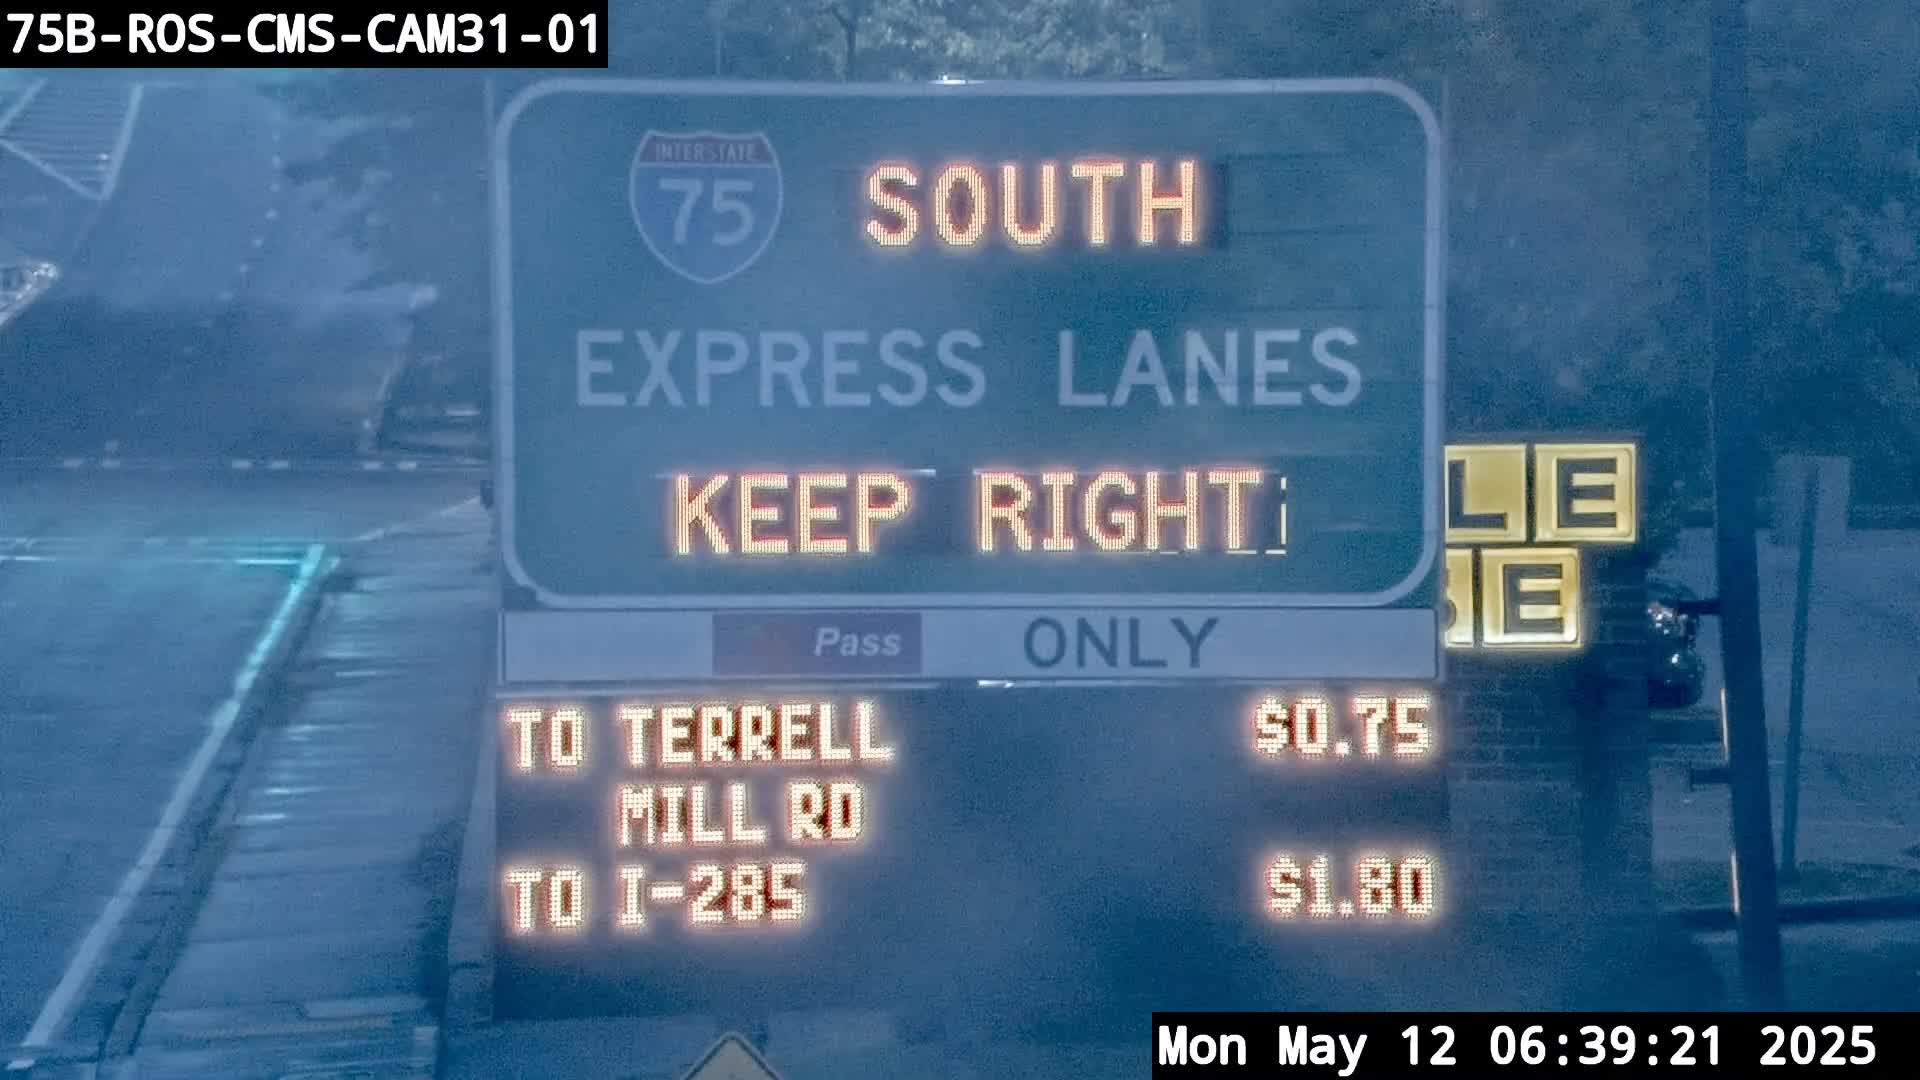 75B-ROS-CMS-CAM31-01
INTERSTATE
75
SOUTH
EXPRESS LANES
KEEP RIGHT
LE
E
Pass ONLY
TO TERRELL $0.75
MILL RD
TO I-285 $1.80
Mon May 12 06:39:21 2025